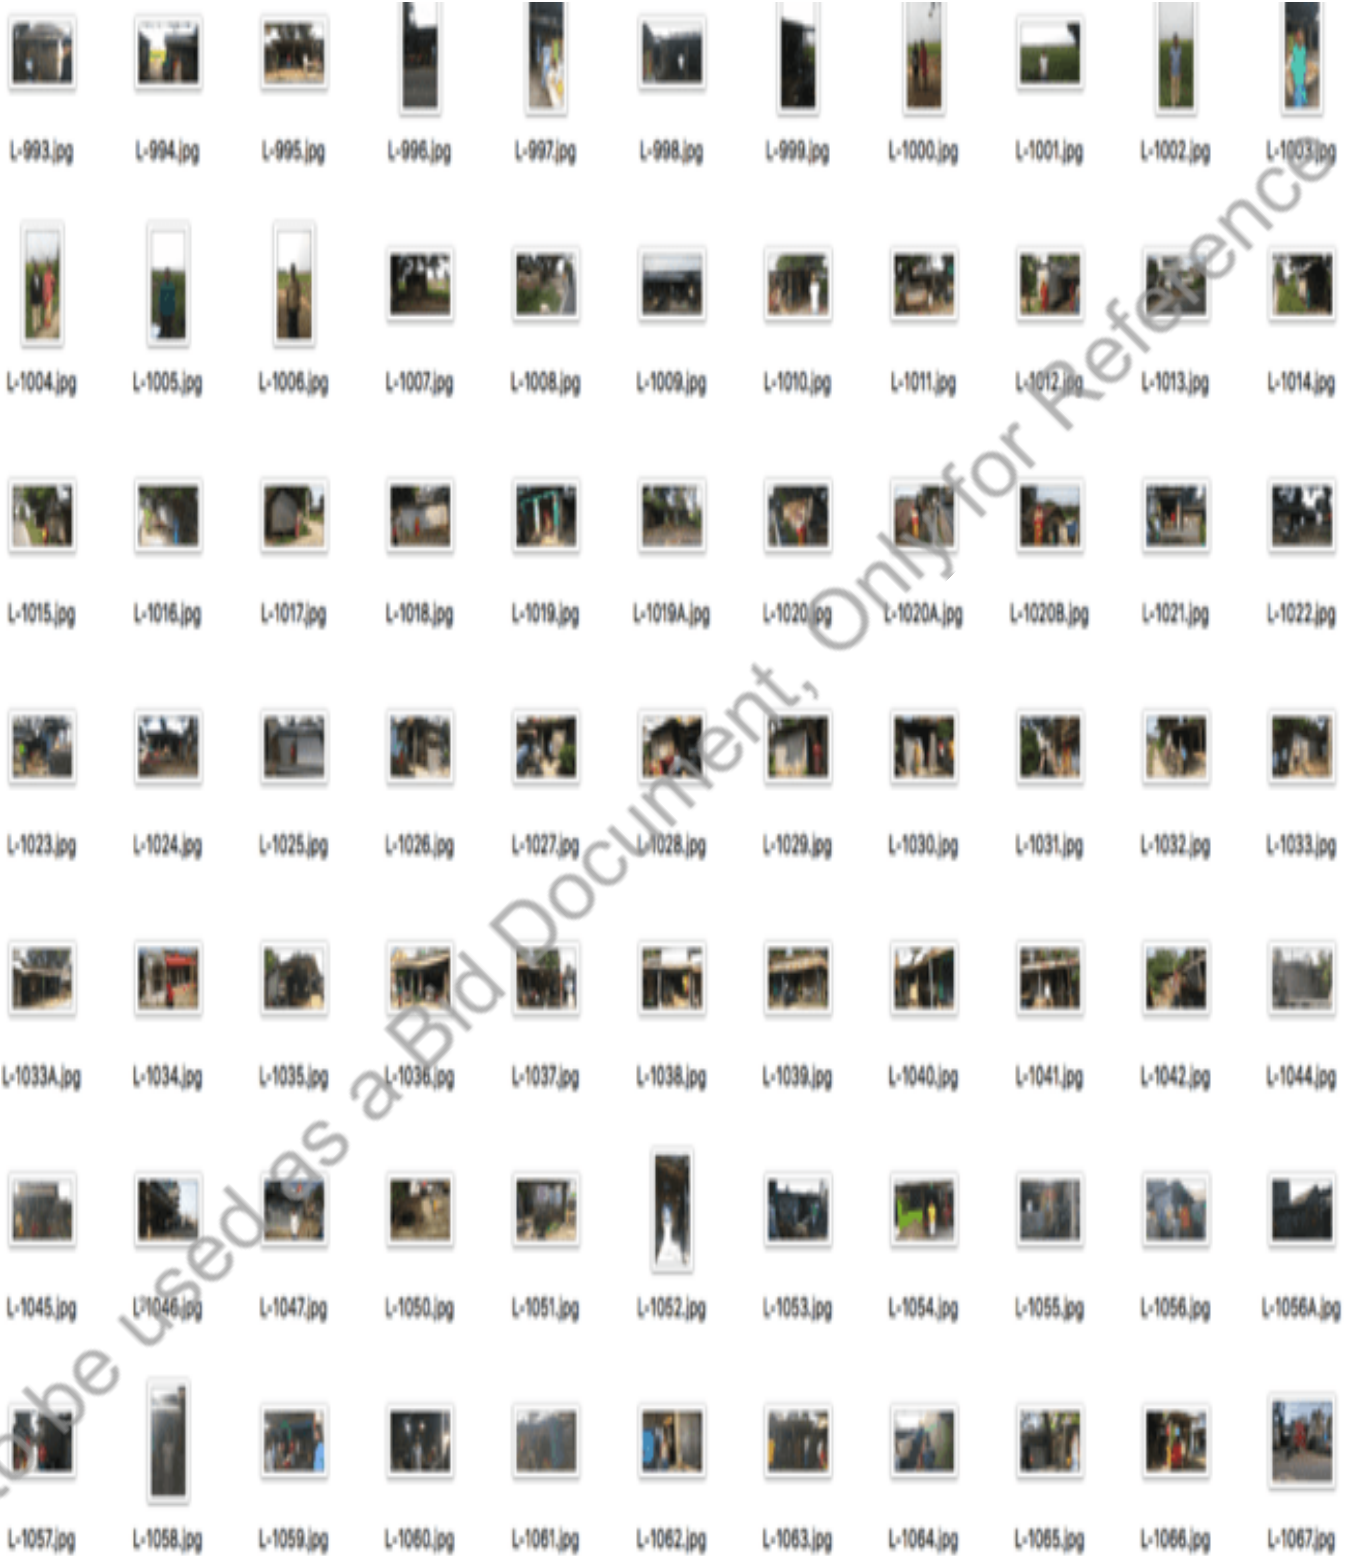 L-993.jpg L-994.jpg L-995.jpg L-996.jpg L-997.jpg L-998.jpg L-999.jpg L-1000.jpg L-1001.jpg L-1002.jpg L-1003.jpg
L-1004.jpg L-1005.jpg L-1006.jpg L-1007.jpg L-1008.jpg L-1009.jpg L-1010.jpg L-1011.jpg L-1012.jpg L-1013.jpg L-1014.jpg
L-1015.jpg L-1016.jpg L-1017.jpg L-1018.jpg L-1019.jpg L-1019A.jpg L-1020.jpg L-1020A.jpg L-1020B.jpg L-1021.jpg L-1022.jpg
L-1023.jpg L-1024.jpg L-1025.jpg L-1026.jpg L-1027.jpg L-1028.jpg L-1029.jpg L-1030.jpg L-1031.jpg L-1032.jpg L-1033.jpg
L-1033A.jpg L-1034.jpg L-1035.jpg L-1036.jpg L-1037.jpg L-1038.jpg L-1039.jpg L-1040.jpg L-1041.jpg L-1042.jpg L-1044.jpg
L-1045.jpg L-1046.jpg L-1047.jpg L-1050.jpg L-1051.jpg L-1052.jpg L-1053.jpg L-1054.jpg L-1055.jpg L-1056.jpg L-1056A.jpg
L-1057.jpg L-1058.jpg L-1059.jpg L-1060.jpg L-1061.jpg L-1062.jpg L-1063.jpg L-1064.jpg L-1065.jpg L-1066.jpg L-1067.jpg
to be used as a Bid Document, Only for Reference